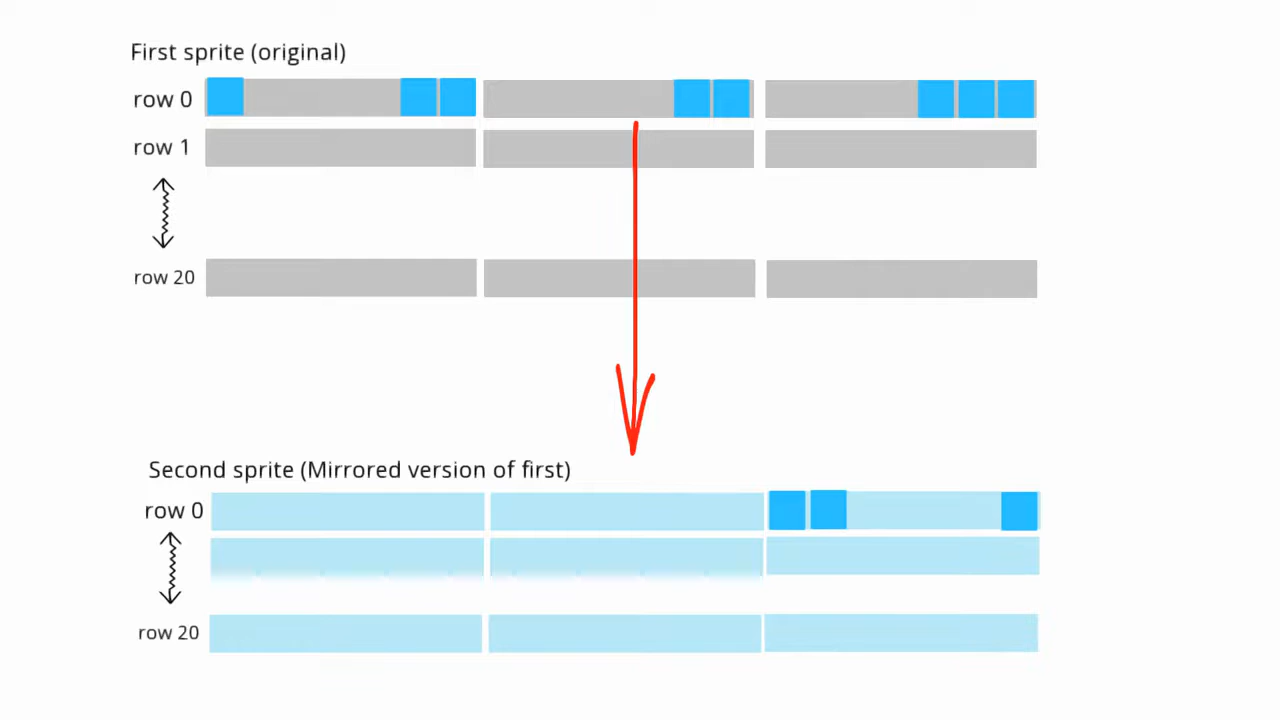 First sprite (original)
row 0
row 1
row 20
Second sprite (Mirrored version of first)
row 0
row 20